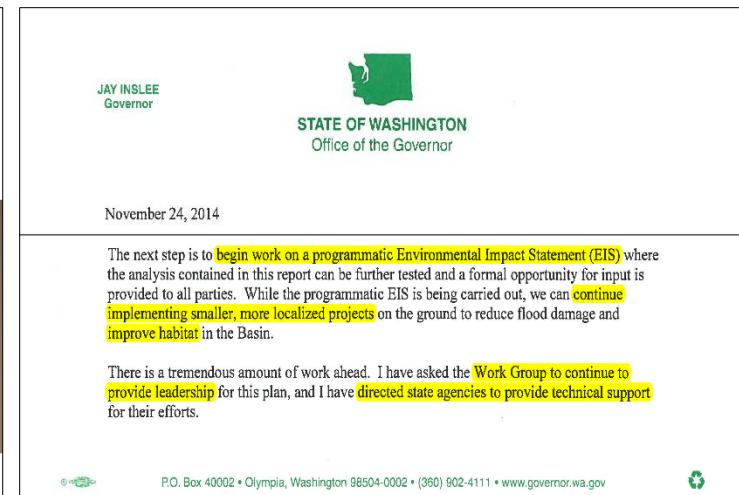 JAY INSLEE
Governor
STATE OF WASHINGTON
Office of the Governor
November 24, 2014
The next step is to begin work on a programmatic Environmental Impact Statement (EIS) where
the analysis contained in this report can be further tested and a formal opportunity for input is
provided to all parties. While the programmatic EIS is being carried out, we can continue
implementing smaller, more localized projects on the ground to reduce flood damage and
improve habitat in the Basin.
There is a tremendous amount of work ahead. I have asked the Work Group to continue to
provide leadership for this plan, and I have directed state agencies to provide technical support
for their efforts.
P.O. Box 40002 • Olympia, Washington 98504-0002 • (360) 902-4111 • www.governor.wa.gov